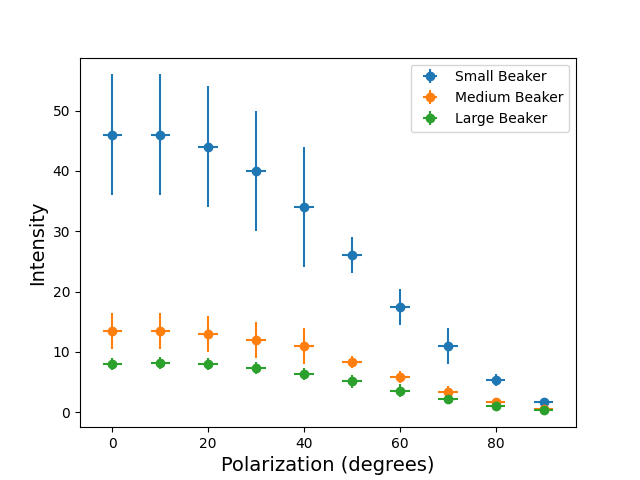 Small Beaker
Medium Beaker
Large Beaker
50
40
30
20
10
0
Intensity
0 20 40 60 80
Polarization (degrees)